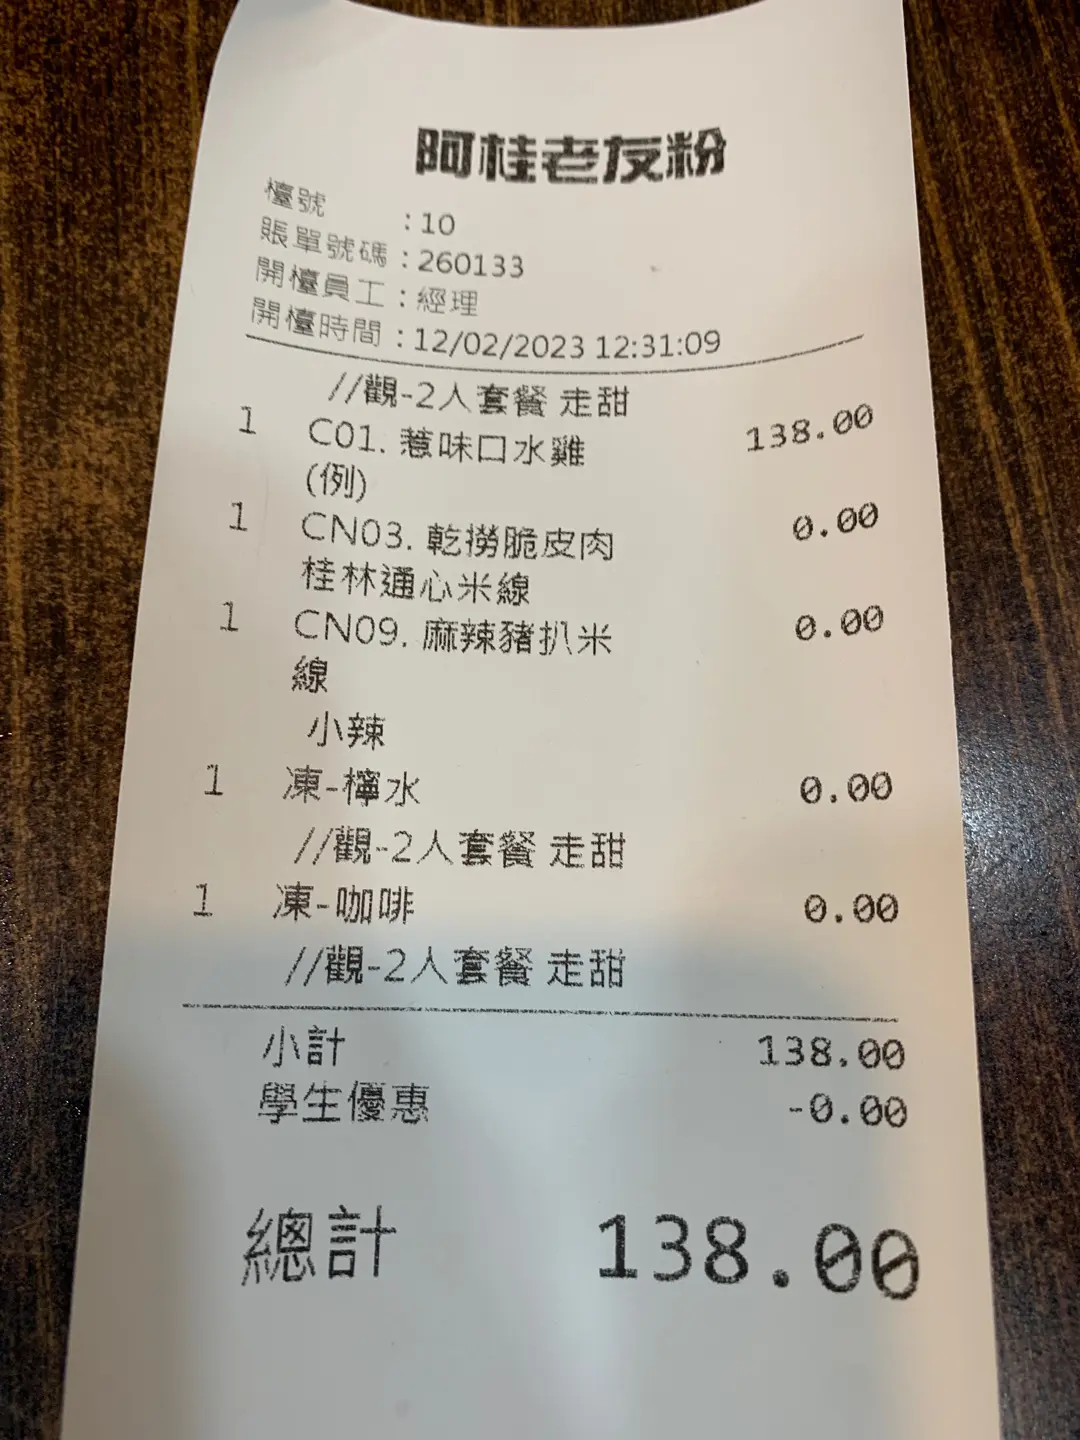 阿桂老友粉
檯號 : 10
賬單號碼 : 260133
開檯員工 : 經理
開檯時間 : 12/02/2023 12:31:09
//觀-2人套餐 走甜
1 C01. 惹味口水雞 138.00
(例)
1 CN03. 乾撈脆皮肉 0.00
桂林通心米線
1 CN09. 麻辣豬扒米 0.00
線
小辣
1 凍-檸水 0.00
//觀-2人套餐 走甜
1 凍-咖啡 0.00
//觀-2人套餐 走甜
小計 138.00
學生優惠 -0.00
總計 138.00